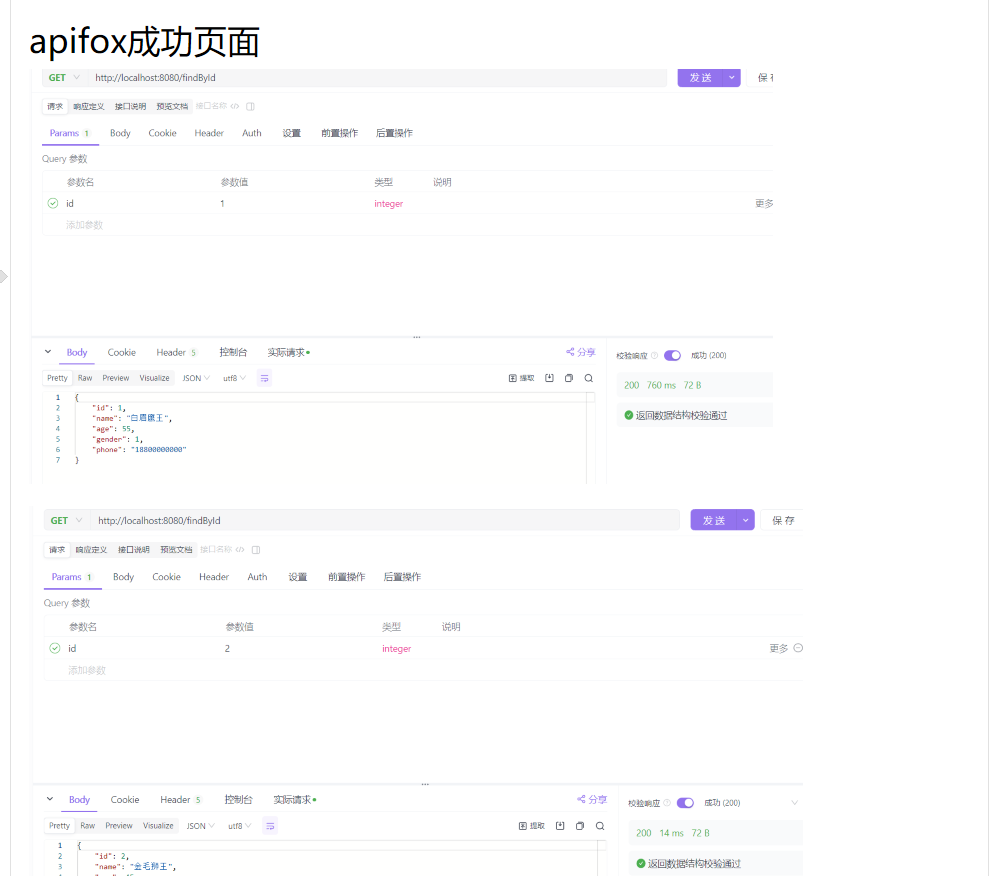 apifox成功页面
GET http://localhost:8080/findById 发 送 保 存
请求 响应定义 接口说明 预览文档 接口名称 </>
Params 1 Body Cookie Header Auth 设置 前置操作 后置操作
Query 参数
参数名 参数值 类型 说明
id 1 integer 更多
添加参数
Body Cookie Header 5 控制台 实际请求 分享 校验响应 成功 (200)
Pretty Raw Preview Visualize JSON utf8 提取
200 760 ms 72 B
1 {
2 "id": 1,
3 "name": "白眉鹰王",
4 "age": 55,
5 "gender": 1,
6 "phone": "18800000000"
7 }
返回数据结构校验通过
GET http://localhost:8080/findById 发 送 保 存
请求 响应定义 接口说明 预览文档 接口名称 </>
Params 1 Body Cookie Header Auth 设置 前置操作 后置操作
Query 参数
参数名 参数值 类型 说明
id 2 integer 更多
添加参数
Body Cookie Header 5 控制台 实际请求 分享 校验响应 成功 (200)
Pretty Raw Preview Visualize JSON utf8 提取
200 14 ms 72 B
1 {
2 "id": 2,
3 "name": "金毛狮王",
返回数据结构校验通过